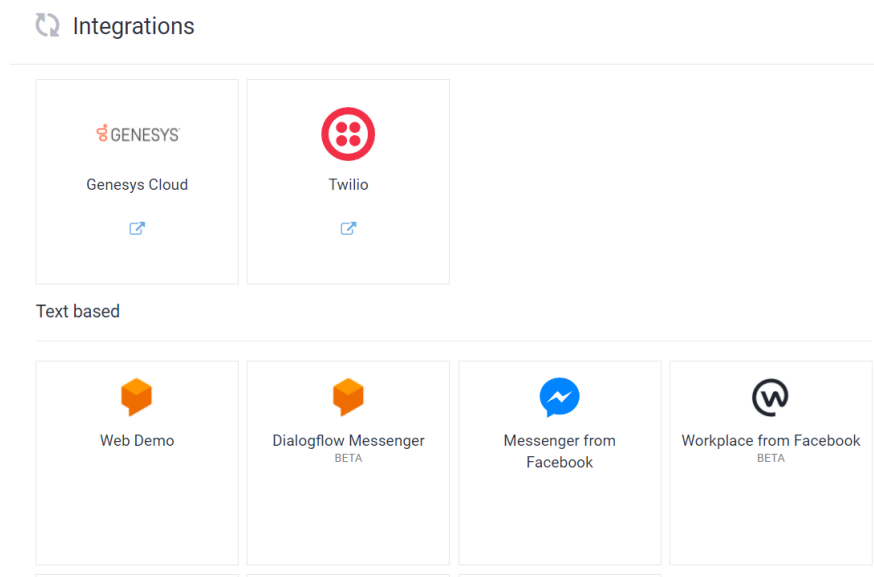 Integrations
GENESYS
Genesys Cloud
Twilio
Text based
Web Demo
Dialogflow Messenger
BETA
Messenger from
Facebook
Workplace from Facebook
BETA